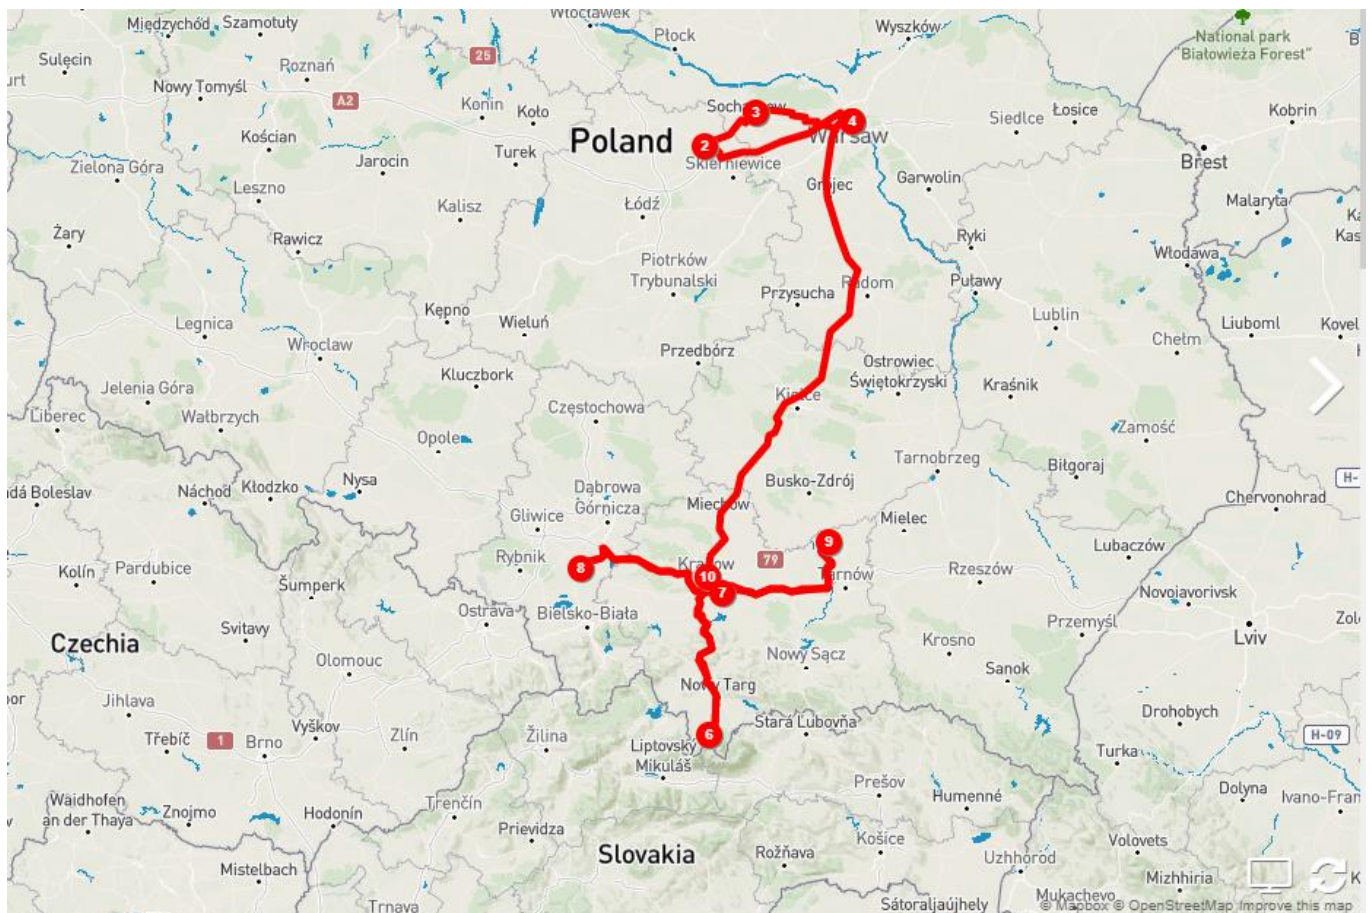 Włocławek
Międzychód
Szamotuły
National park
"Białowieża Forest"
Wyszków
Płock
25
Sulęcin
Poznań
Nowy Tomyśl
A2
Konin
Koło
Sochaczew
3
4
Siedlce
Łosice
Kobrin
Kościan
Poland
2
Warsaw
Brest
Turek
Jarocin
Skierniewice
Zielona Góra
Leszno
Garwolin
Grójec
Malaryta
Kalisz
Łódź
Żary
Rawicz
Ryki
Włodawa
Piotrków
Trybunalski
Radom
Puławy
Przysucha
Kępno
Legnica
Wieluń
Lublin
Liuboml
Kovel
Wroclaw
Chełm
Przedbórz
Ostrowiec
Świętokrzyski
Kluczbork
Kraśnik
Jelenia Góra
Kielce
Liberec
Wałbrzych
Częstochowa
Zamość
Opole
Tarnobrzeg
Biłgoraj
H-
Nysa
Busko-Zdrój
Náchod
Kłodzko
Dąbrowa
Górnicza
Chervonohrad
Miechów
Gliwice
Mielec
9
Lubaczów
Rybnik
79
Krakow
Kolín
Pardubice
8
10
Tarnów
Rzeszów
Šumperk
7
Novoiavorivsk
Ostrava
Bielsko-Biała
Przemyśl
Svitavy
Lviv
Czechia
Krosno
Nowy Sącz
Olomouc
Sanok
Nowy Targ
Jihlava
Drohobych
Stará Ľubovňa
Vyškov
Třebíč
1
Brno
Zlín
Žilina
6
H-09
Liptovský
Mikuláš
Turka
Prešov
Waidhofen
an der Thaya
Znojmo
Hodonín
Trenčín
Humenné
Dolyna
Prievidza
Košice
Volovets
Slovakia
Rožňava
Uzhhorod
Mistelbach
Mizhhiria
Mukachevo
Trnava
Sátoraljaújhely
© Mapbox © OpenStreetMap Improve this map